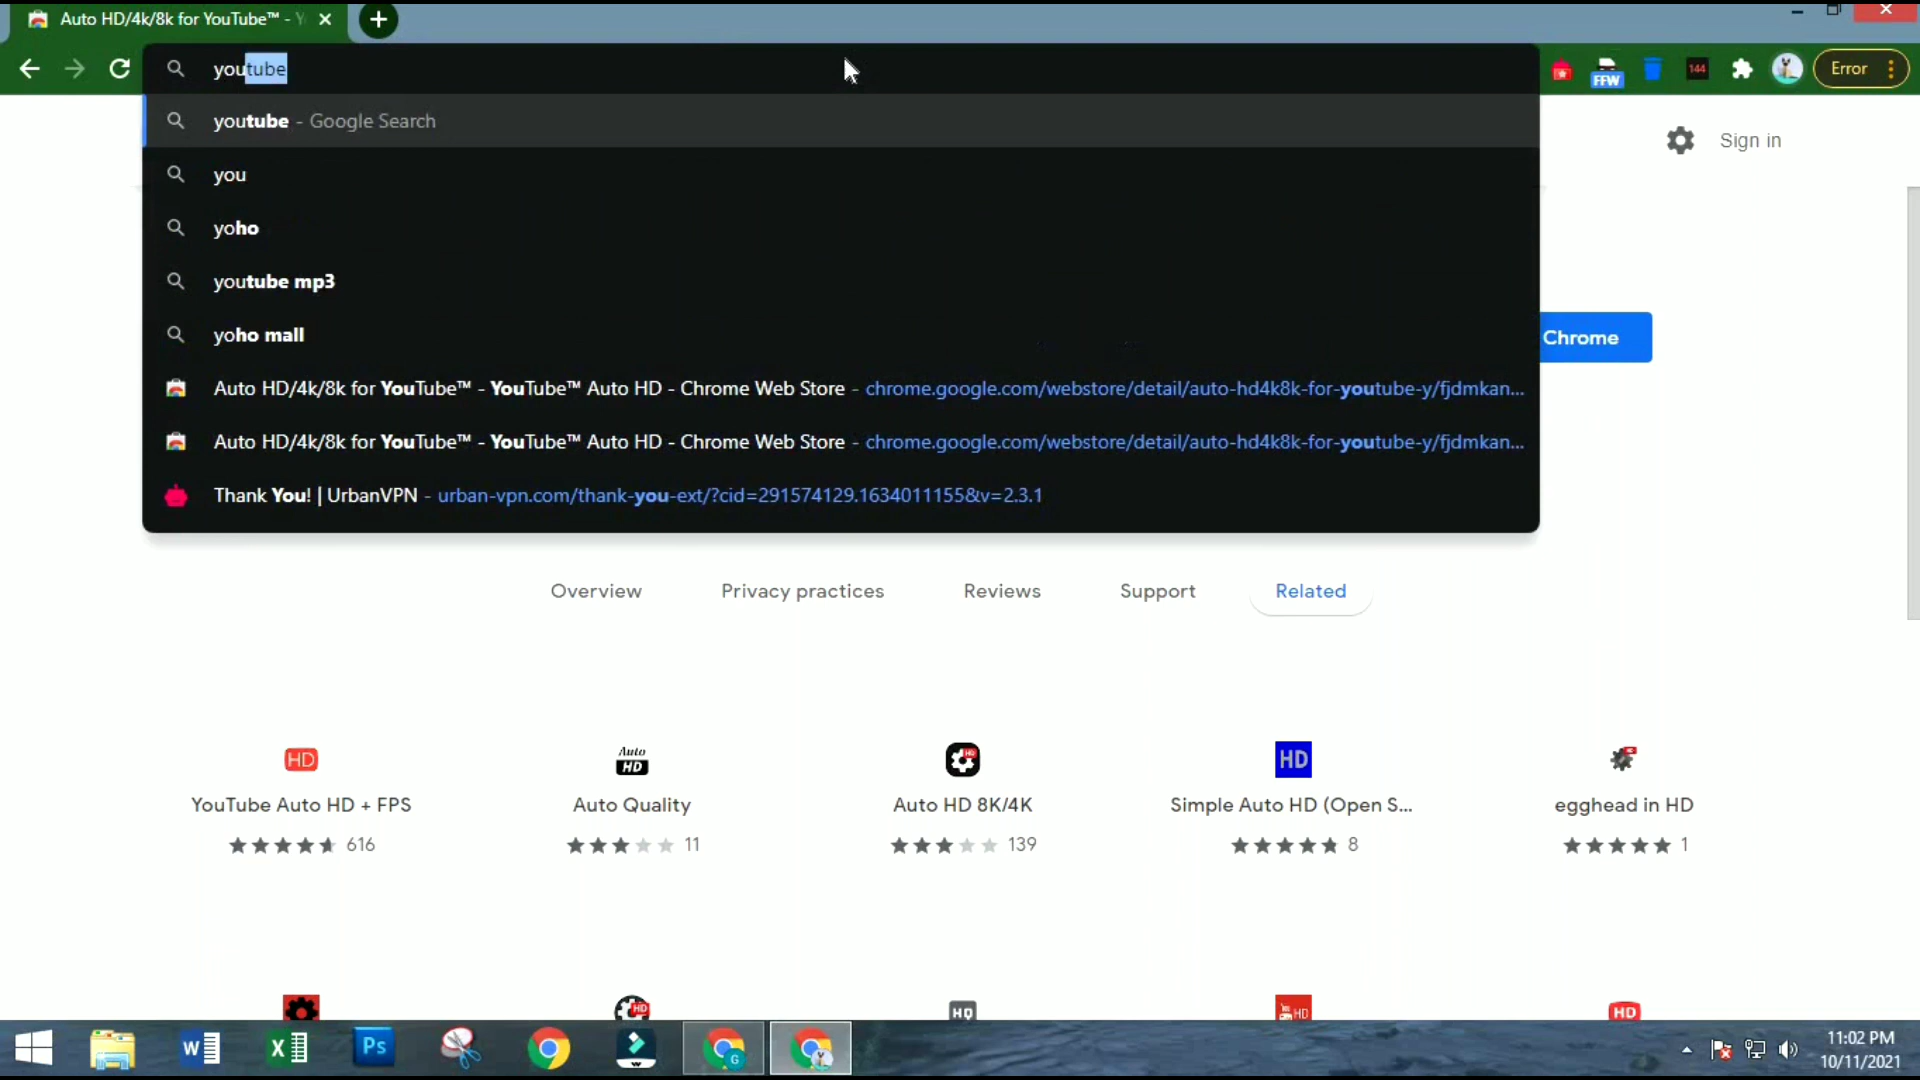 Auto HD/4k/8k for YouTube™ - Y
youtube
Error
FFW
144
youtube - Google Search
Sign in
you
yoho
youtube mp3
yoho mall
Chrome
Auto HD/4k/8k for YouTube™ - YouTube™ Auto HD - Chrome Web Store - chrome.google.com/webstore/detail/auto-hd4k8k-for-youtube-y/fjdmkan...
Auto HD/4k/8k for YouTube™ - YouTube™ Auto HD - Chrome Web Store - chrome.google.com/webstore/detail/auto-hd4k8k-for-youtube-y/fjdmkan...
Thank You! | UrbanVPN - urban-vpn.com/thank-you-ext/?cid=291574129.1634011155&v=2.3.1
Overview Privacy practices Reviews Support Related
HD Auto HD HD HD
YouTube Auto HD + FPS Auto Quality Auto HD 8K/4K Simple Auto HD (Open S... egghead in HD
616 11 139 8 1
HD HQ HD HD
W X Ps G
11:02 PM
10/11/2021